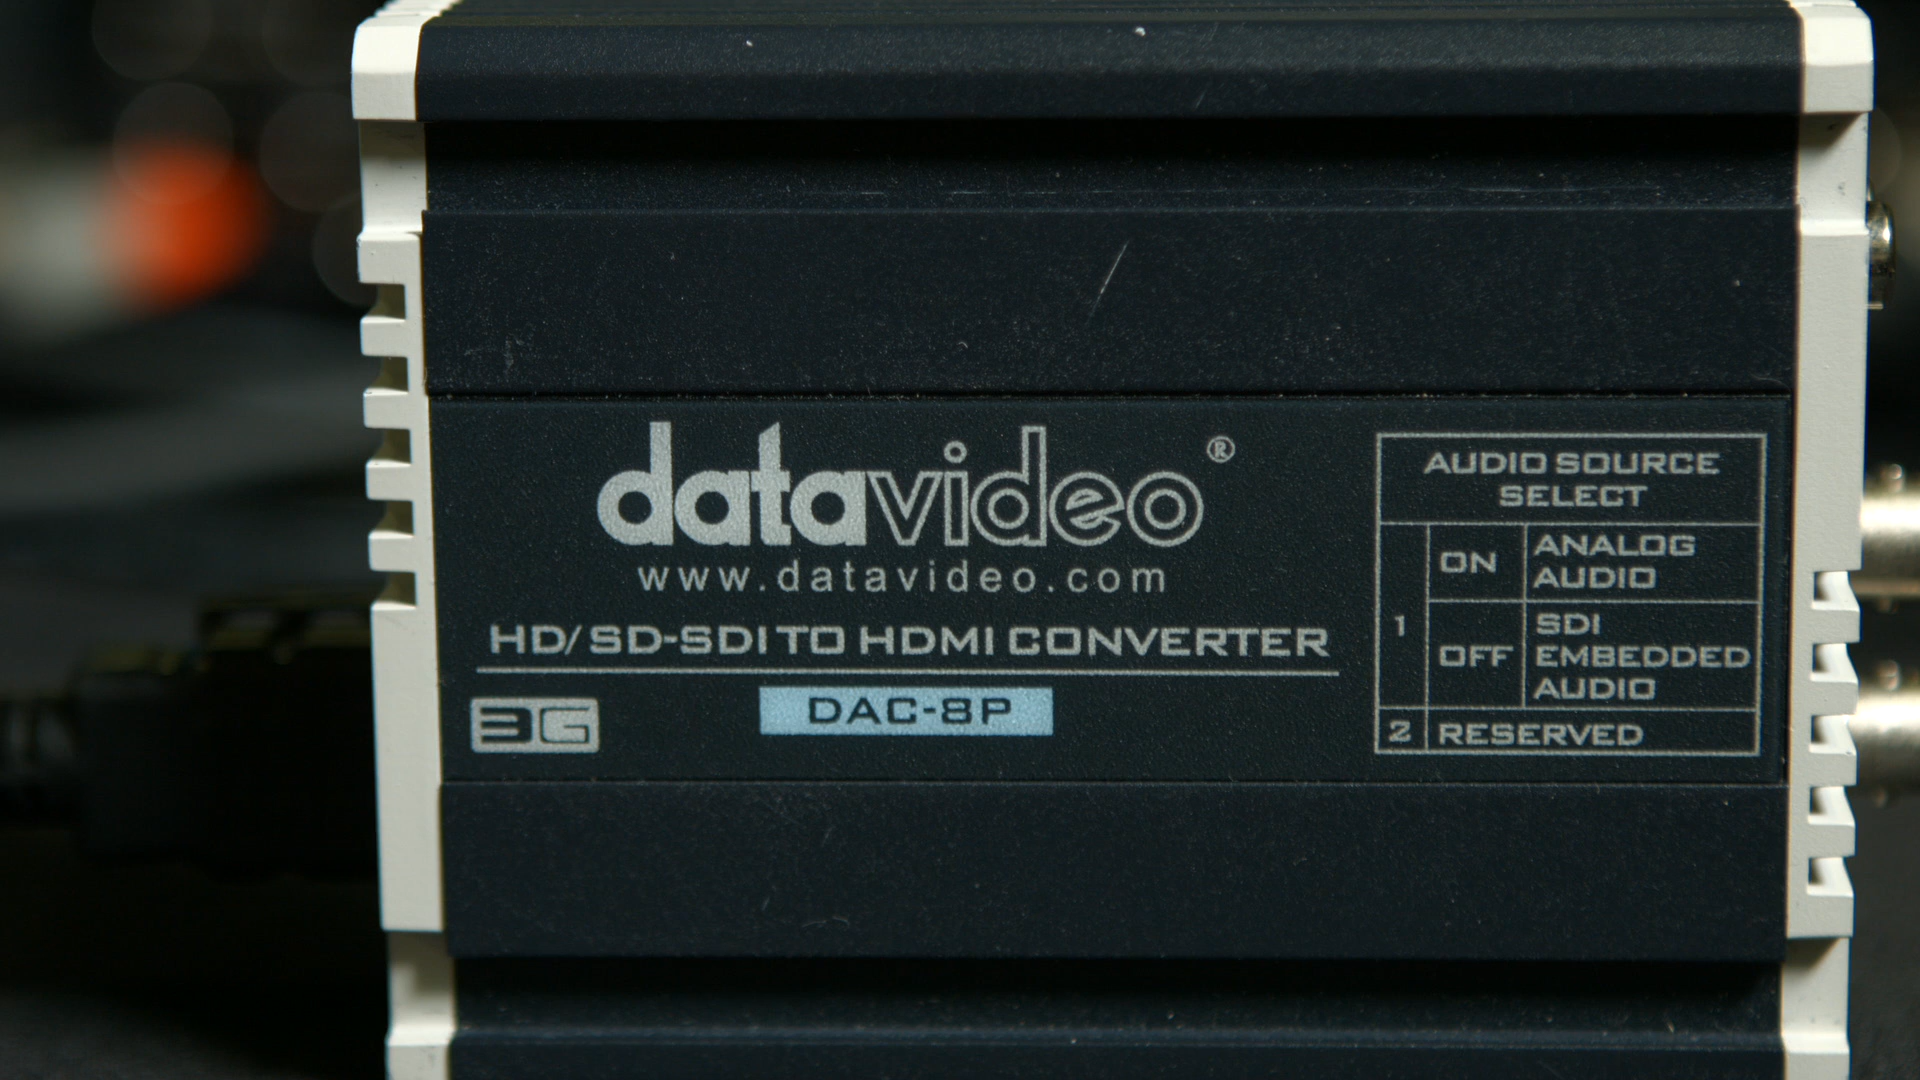 datavideo®
www.datavideo.com
HD/SD-SDI TO HDMI CONVERTER
3G
DAC-8P
AUDIO SOURCE
SELECT
1
ON
ANALOG
AUDIO
OFF
SDI
EMBEDDED
AUDIO
2 RESERVED